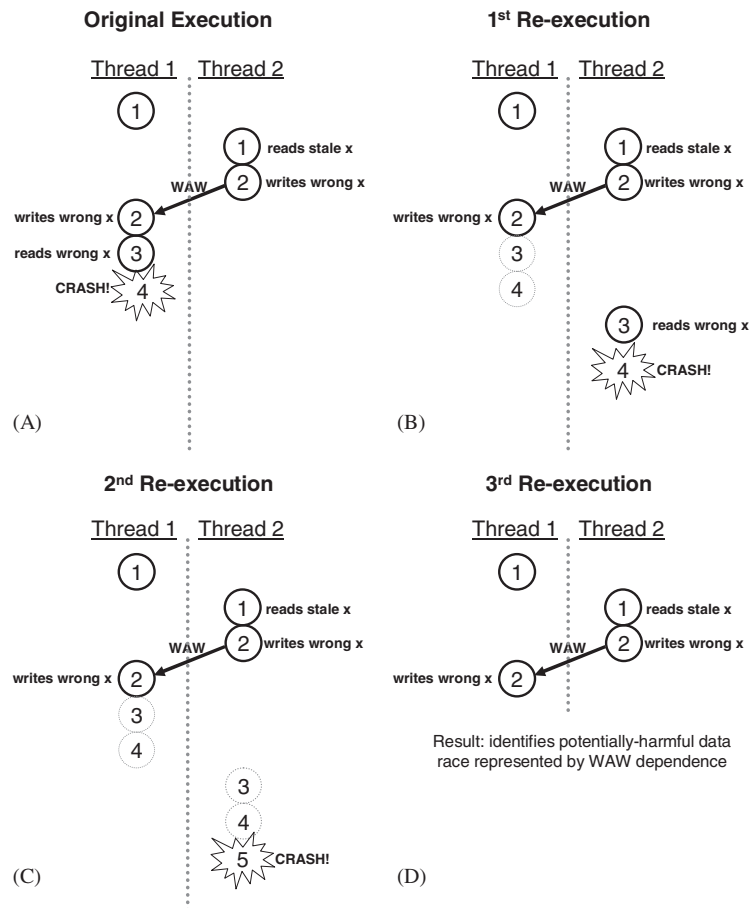 Original Execution
Thread 1 Thread 2
1
1 reads stale x
2 writes wrong x
WAW
writes wrong x 2
reads wrong x 3
CRASH! 4
(A)
1st Re-execution
Thread 1 Thread 2
1
1 reads stale x
2 writes wrong x
WAW
writes wrong x 2
3
4
3 reads wrong x
4 CRASH!
(B)
2nd Re-execution
Thread 1 Thread 2
1
1 reads stale x
2 writes wrong x
WAW
writes wrong x 2
3
4
3
4
5 CRASH!
(C)
3rd Re-execution
Thread 1 Thread 2
1
1 reads stale x
2 writes wrong x
WAW
writes wrong x 2
Result: identifies potentially-harmful data
race represented by WAW dependence
(D)